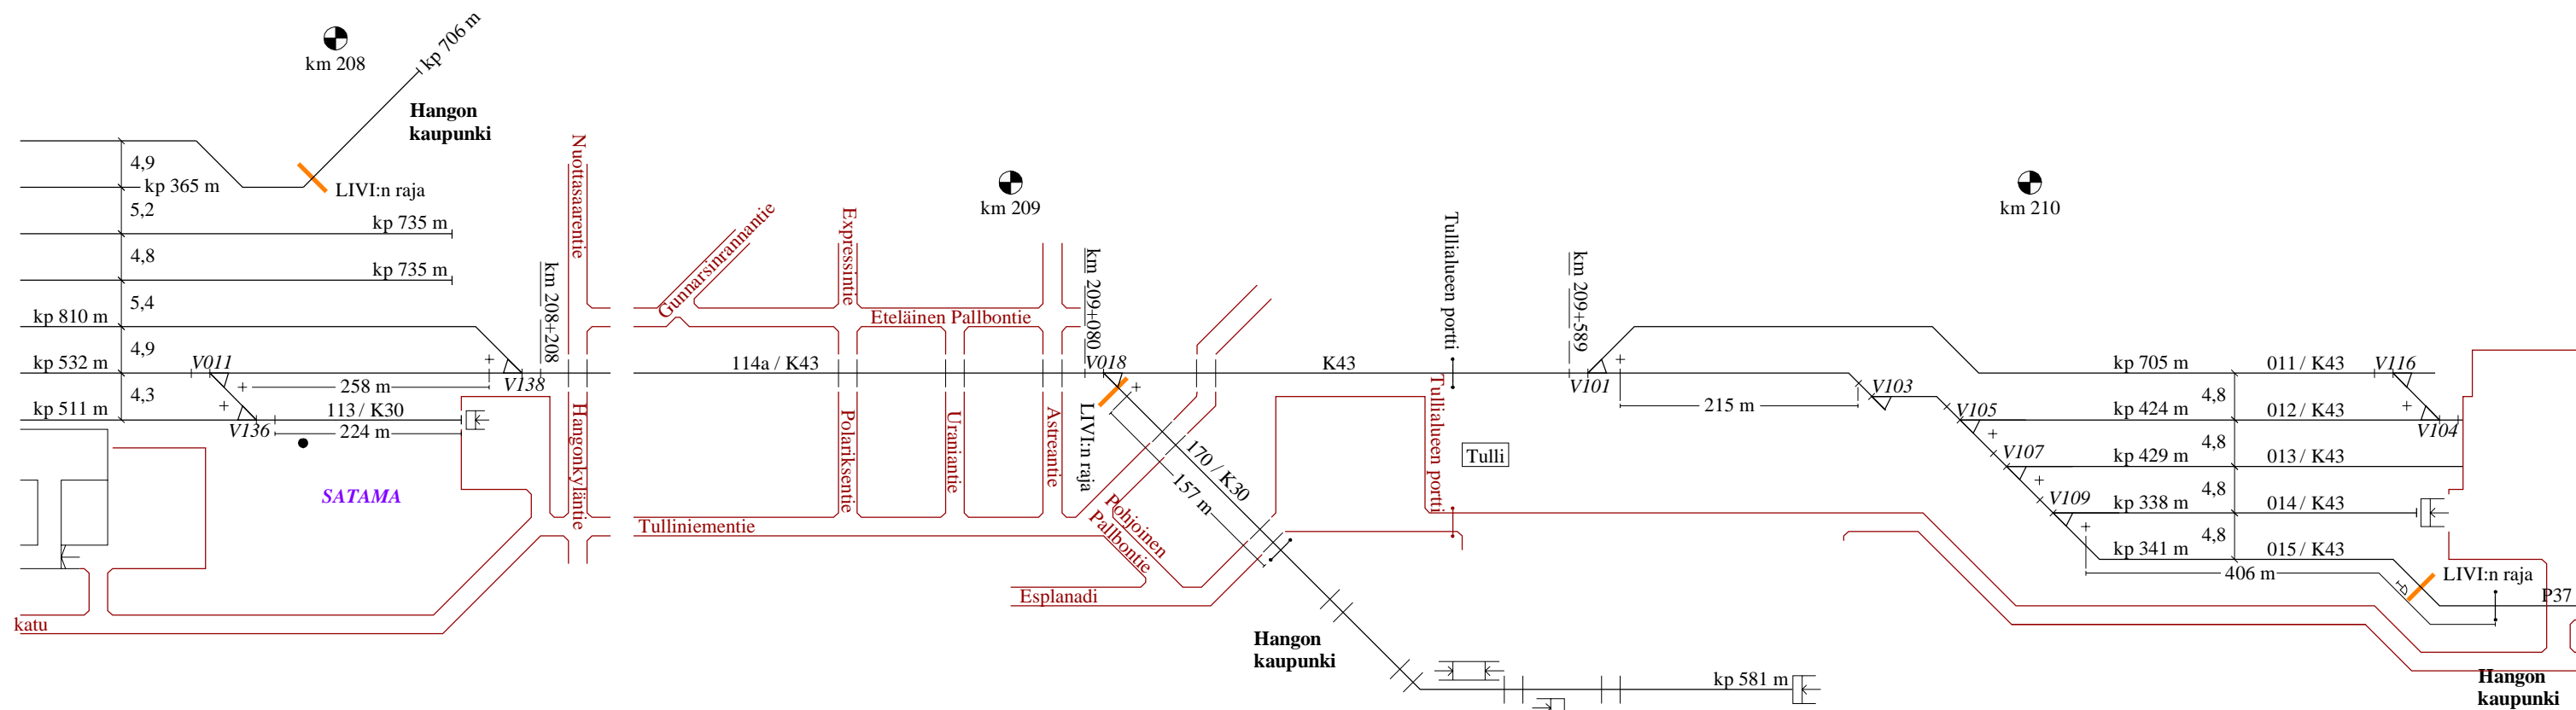 km 208
kp 706 m
Hangon
kaupunki
4,9
kp 365 m
LIVI:n raja
5,2
kp 735 m
4,8
kp 735 m
5,4
kp 810 m
4,9
kp 532 m
V011
258 m
V138
4,3
kp 511 m
V136
113 / K30
224 m
SATAMA
katu
km 208+208
Nuottasaarentie
Hangonkyläntie
Gunnarsinrannantie
Expressintie
Eteläinen Pallbontie
114a / K43
Polariksentie
Uraniantie
Astreantie
Tulliniementie
km 209
km 209+080
V018
LIVI:n raja
170 / K30
157 m
Pohjoinen
Pallbontie
Esplanadi
Hangon
kaupunki
kp 581 m
K43
Tullialueen portti
Tullialueen portti
Tulli
km 209+589
V101
215 m
V103
V105
V107
V109
km 210
kp 705 m
011 / K43
V116
4,8
kp 424 m
012 / K43
V104
4,8
kp 429 m
013 / K43
4,8
kp 338 m
014 / K43
4,8
kp 341 m
015 / K43
406 m
LIVI:n raja
P37
Hangon
kaupunki